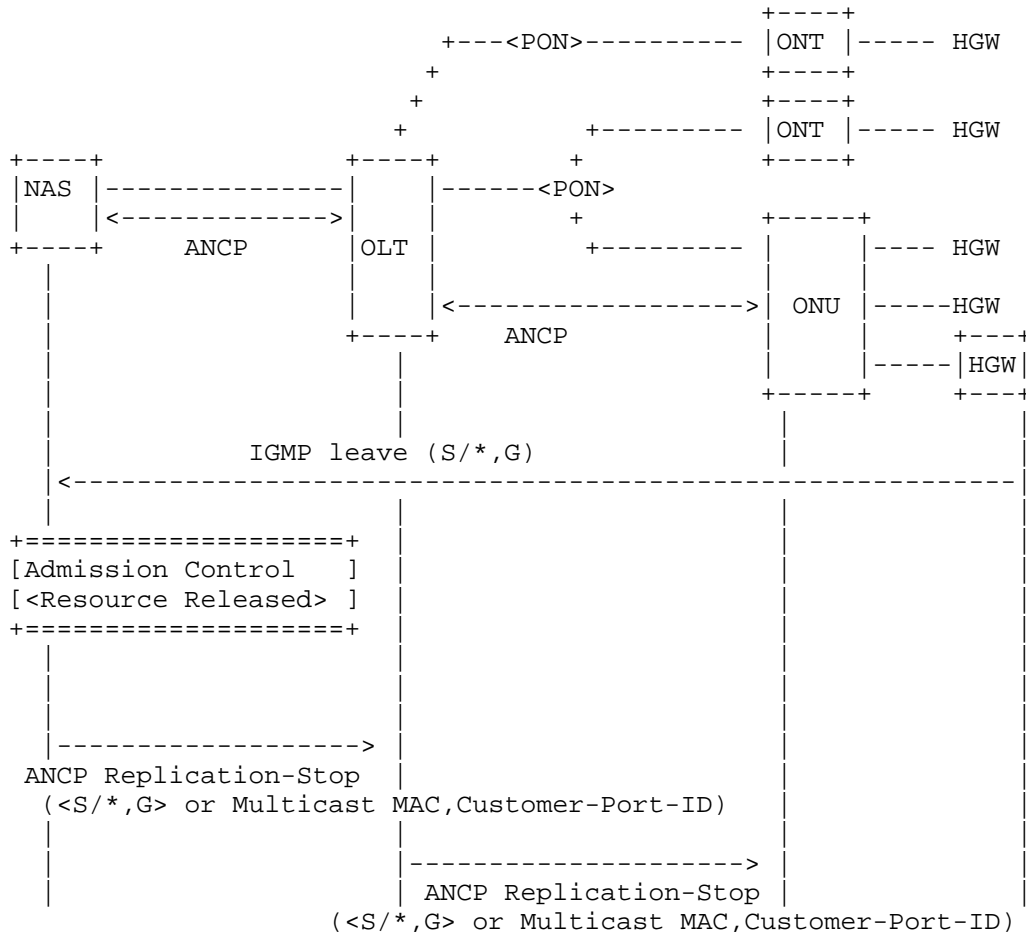 +----+
+---<PON>---------- |ONT |----- HGW
+ +----+
+ +----+
+ +--------- |ONT |----- HGW
+----+ +----+ + +----+
|NAS |---------------| |------<PON>
| |<------------->| | + +-----+
+----+ ANCP |OLT | +--------- | |---- HGW
| | | | |
| | |<------------------>| ONU |-----HGW
| +----+ ANCP | | +---+
| | | |-----|HGW|
| | +-----+ +---+
| | | |
| IGMP leave (S/*,G) | |
|<-----------------------------------------------------------|
| | | |
+====================+ | | |
[Admission Control ] | | |
[<Resource Released> ] | | |
+====================+ | | |
| | | |
| | | |
| | | |
|-------------------> | | |
ANCP Replication-Stop | | |
(<S/*,G> or Multicast MAC,Customer-Port-ID) | |
| | | |
| |---------------------> | |
| | ANCP Replication-Stop | |
(<S/*,G> or Multicast MAC,Customer-Port-ID)